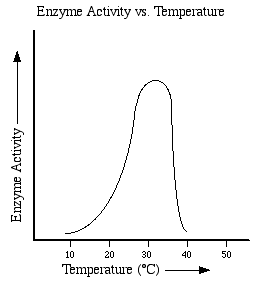 Enzyme Activity vs. Temperature
Enzyme Activity
10 20 30 40 50
Temperature (°C)